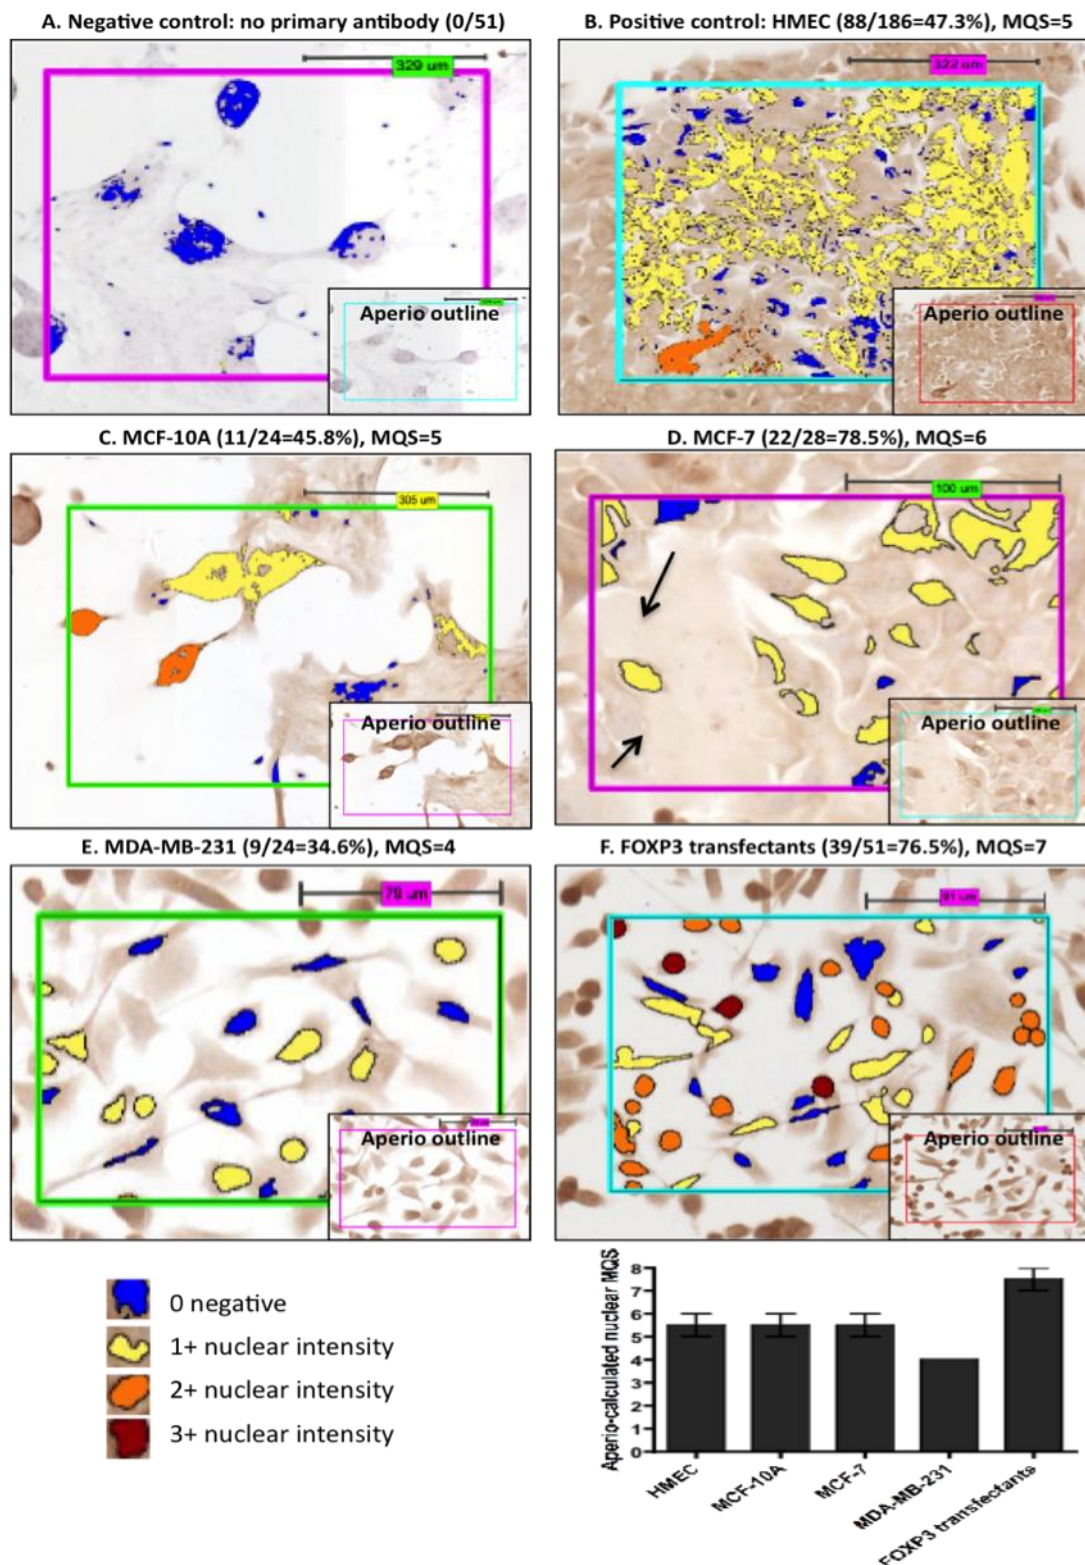 A. Negative control: no primary antibody (0/51)
B. Positive control: HMEC (88/186=47.3%), MQS=5
329 um
322 um
Aperio outline
Aperio outline
C. MCF-10A (11/24=45.8%), MQS=5
D. MCF-7 (22/28=78.5%), MQS=6
305 um
100 um
Aperio outline
Aperio outline
E. MDA-MB-231 (9/24=34.6%), MQS=4
F. FOXP3 transfectants (39/51=76.5%), MQS=7
Aperio outline
Aperio outline
0 negative
1+ nuclear intensity
2+ nuclear intensity
3+ nuclear intensity
Aperio-calculated nuclear MQS
8
7
6
5
4
3
2
1
0
HMEC
MCF-10A
MCF-7
MDA-MB-231
FOXP3 transfectants